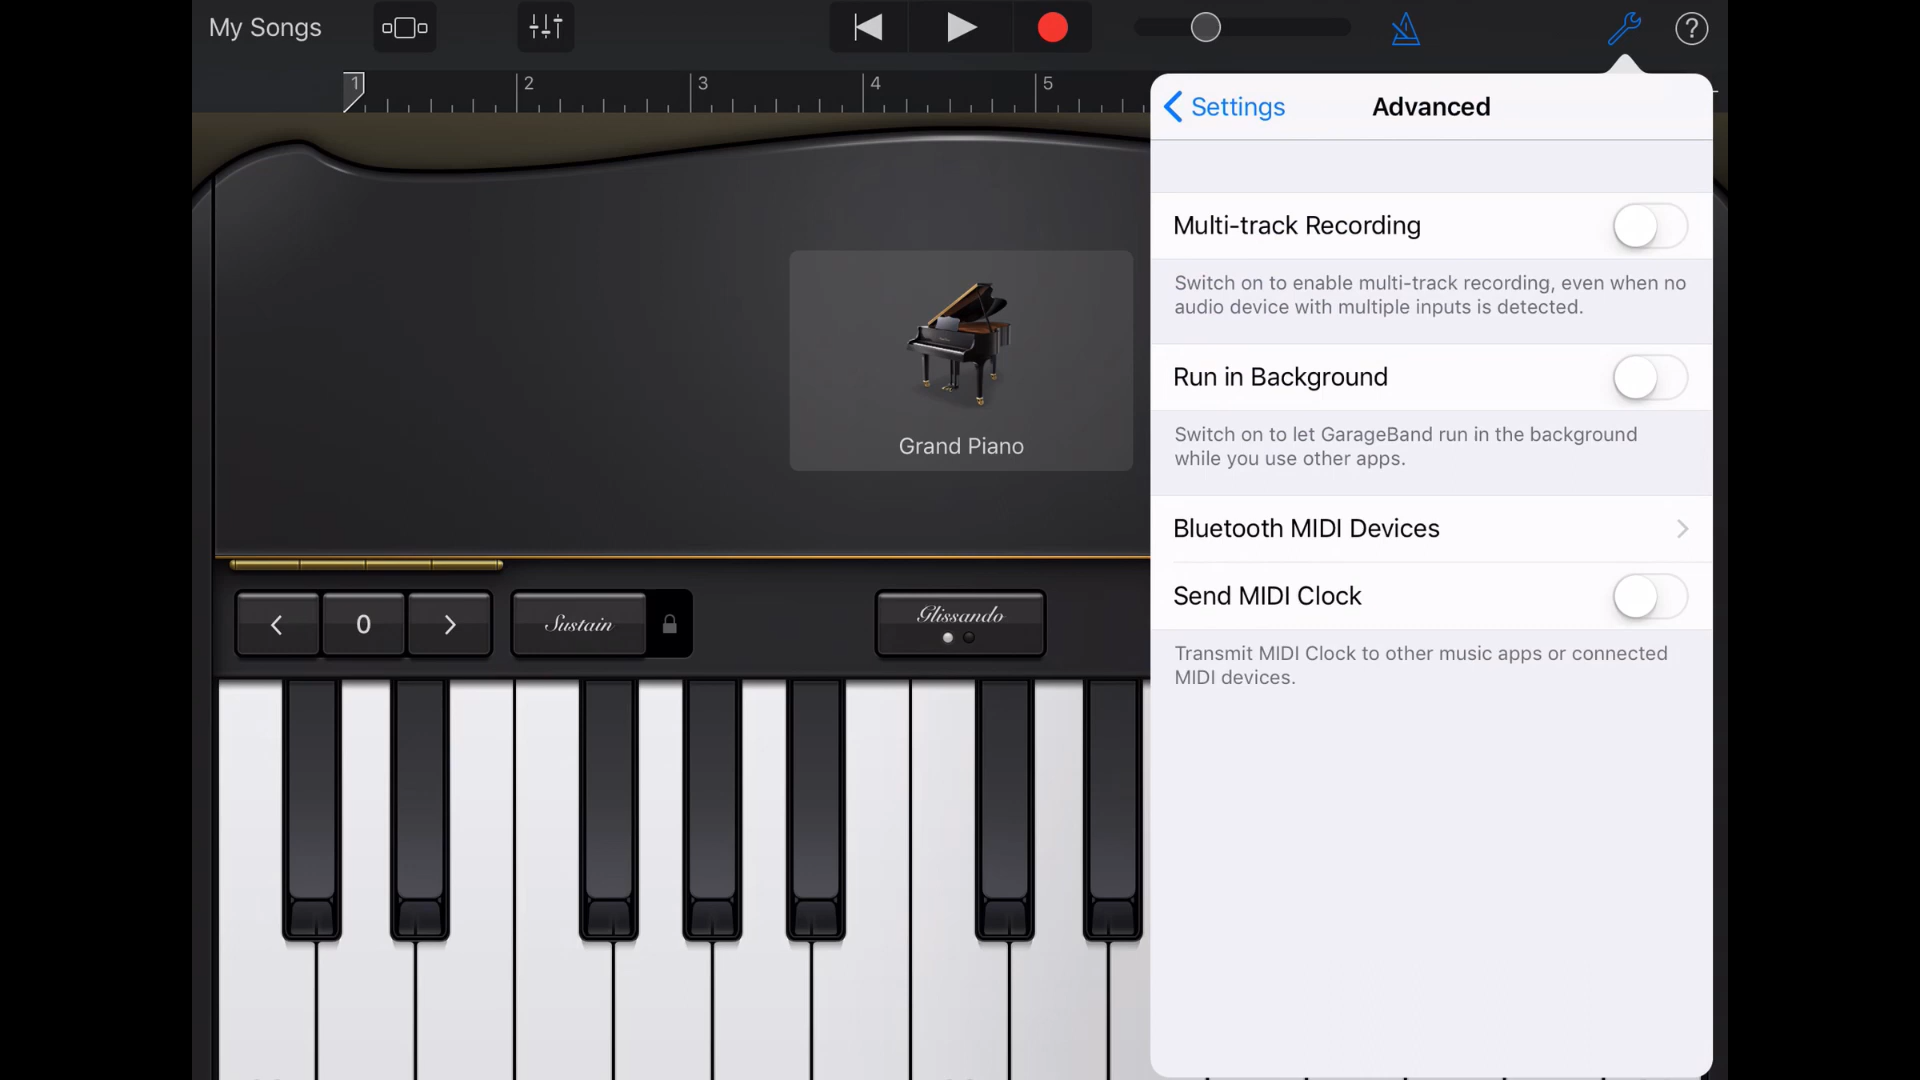 My Songs
?
1 2 3 4 5
Settings Advanced
Multi-track Recording
Switch on to enable multi-track recording, even when no
audio device with multiple inputs is detected.
Run in Background
Switch on to let GarageBand run in the background
while you use other apps.
Bluetooth MIDI Devices
Send MIDI Clock
Transmit MIDI Clock to other music apps or connected
MIDI devices.
Grand Piano
0 Sustain Glissando